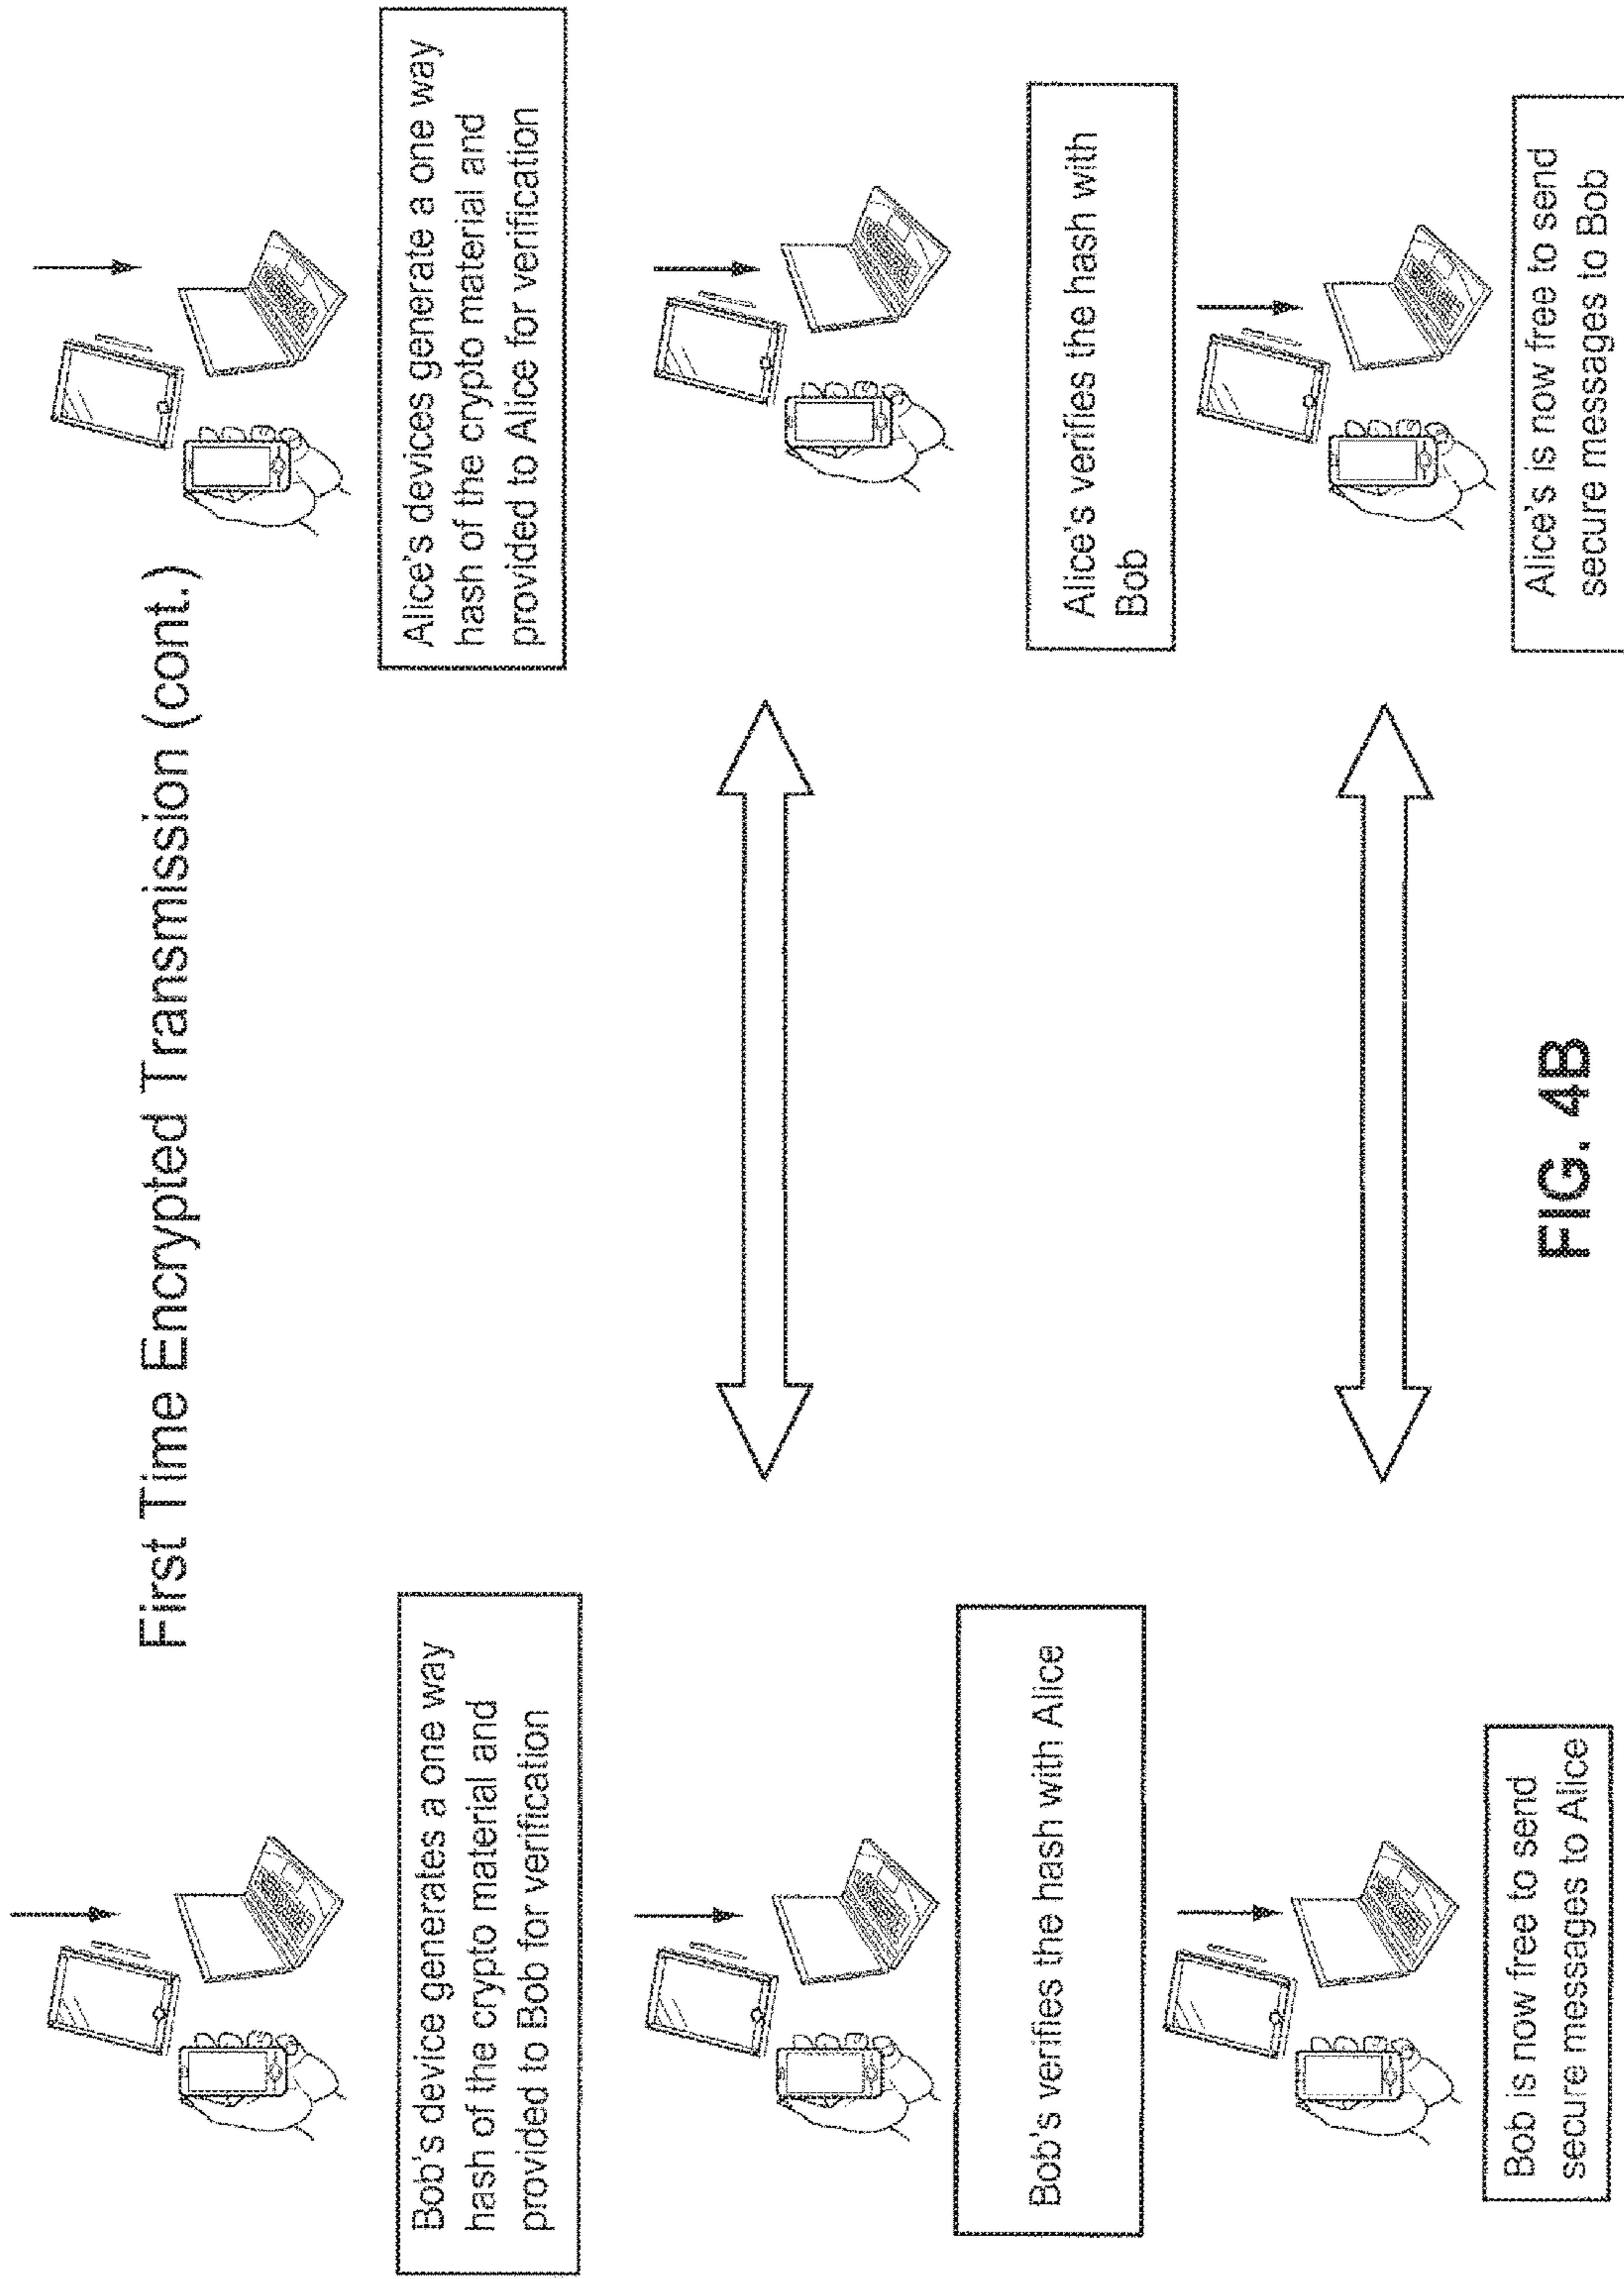 First Time Encrypted Transmission (cont.)
Bob's device generates a one way
hash of the crypto material and
provided to Bob for verification
Alice's devices generate a one way
hash of the crypto material and
provided to Alice for verification
Bob's verifies the hash with Alice
Alice's verifies the hash with
Bob
Bob is now free to send
secure messages to Alice
Alice's is now free to send
secure messages to Bob
FIG. 4B